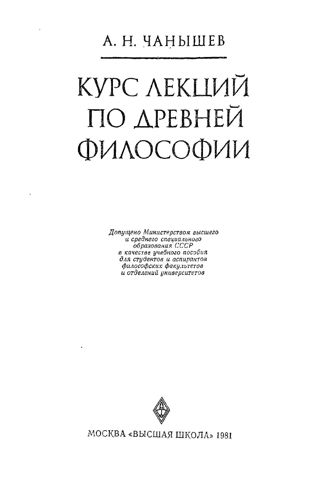 А. Н. ЧАНЫШЕВ
КУРС ЛЕКЦИЙ
ПО ДРЕВНЕЙ
ФИЛОСОФИИ
Допущено Министерством высшего
и среднего специального
образования СССР
в качестве учебного пособия
для студентов и аспирантов
философских факультетов
и отделений университетов
МОСКВА «ВЫСШАЯ ШКОЛА» 1981